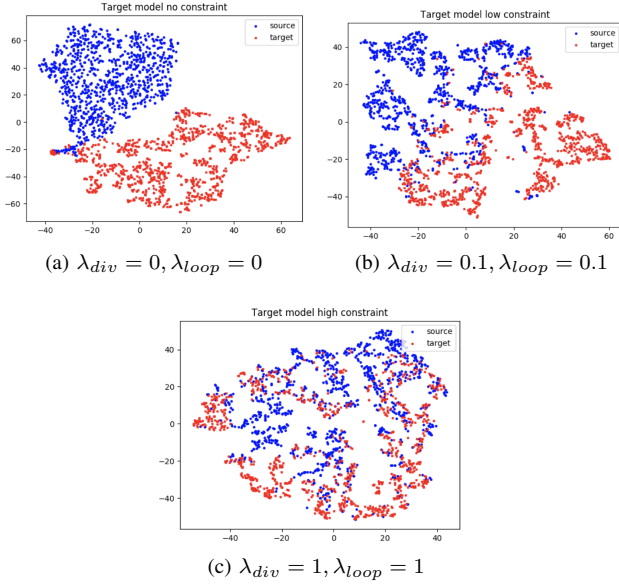 Target model no constraint
source
target
60
40
20
0
−20
−40
−60
−40
−20
0
20
40
60
(a) λdiv = 0, λloop = 0
Target model low constraint
source
target
40
20
0
−20
−40
−40
−20
0
20
40
60
(b) λdiv = 0.1, λloop = 0.1
Target model high constraint
source
target
40
20
0
−20
−40
−40
−20
0
20
40
(c) λdiv = 1, λloop = 1